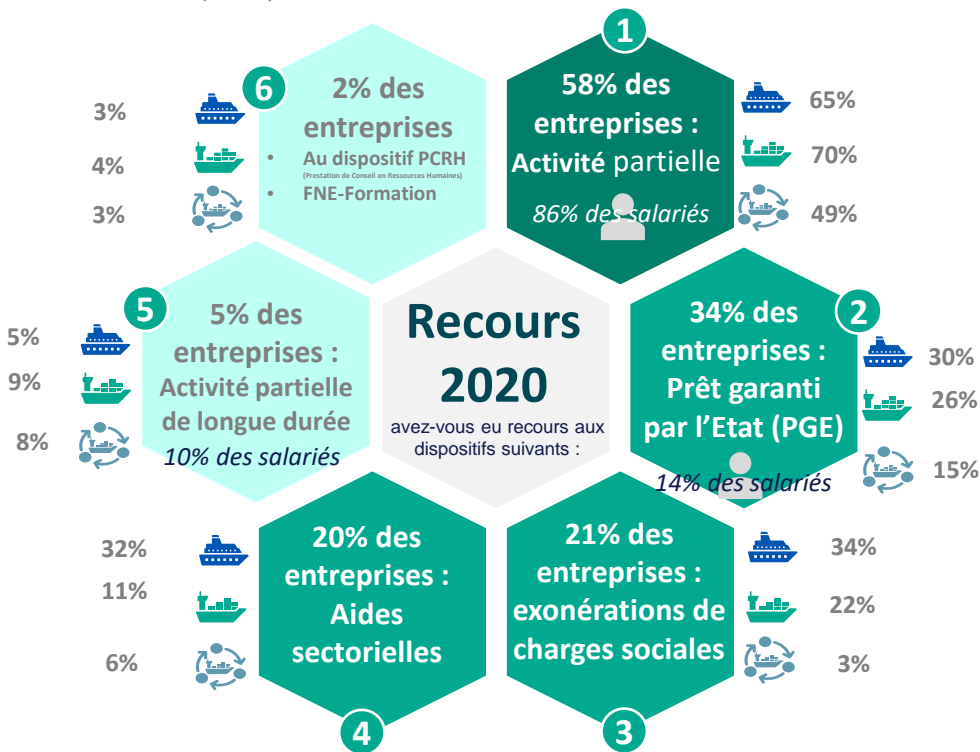 1
58% des
entreprises :
Activité partielle
86% des salariés
65%
70%
49%
2
34% des
entreprises :
Prêt garanti
par l’Etat (PGE)
14% des salariés
30%
26%
15%
3
21% des
entreprises :
exonérations de
charges sociales
34%
22%
3%
4
20% des
entreprises :
Aides
sectorielles
32%
11%
6%
5
5% des
entreprises :
Activité partielle
de longue durée
10% des salariés
5%
9%
8%
6
2% des
entreprises
• Au dispositif PCRH
(Prestation de Conseil en Ressources Humaines)
• FNE-Formation
3%
4%
3%
Recours
2020
avez-vous eu recours aux
dispositifs suivants :